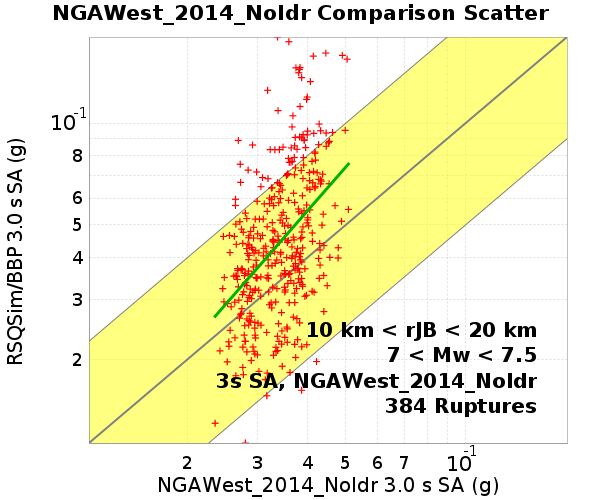 NGAWest_2014_NoIdr Comparison Scatter
RSQSim/BBP 3.0 s SA (g)
10⁻¹
8
6
5
4
3
2
10 km < rJB < 20 km
7 < Mw < 7.5
3s SA, NGAWest_2014_NoIdr
384 Ruptures
2 3 4 5 6 7 10⁻¹
NGAWest_2014_NoIdr 3.0 s SA (g)